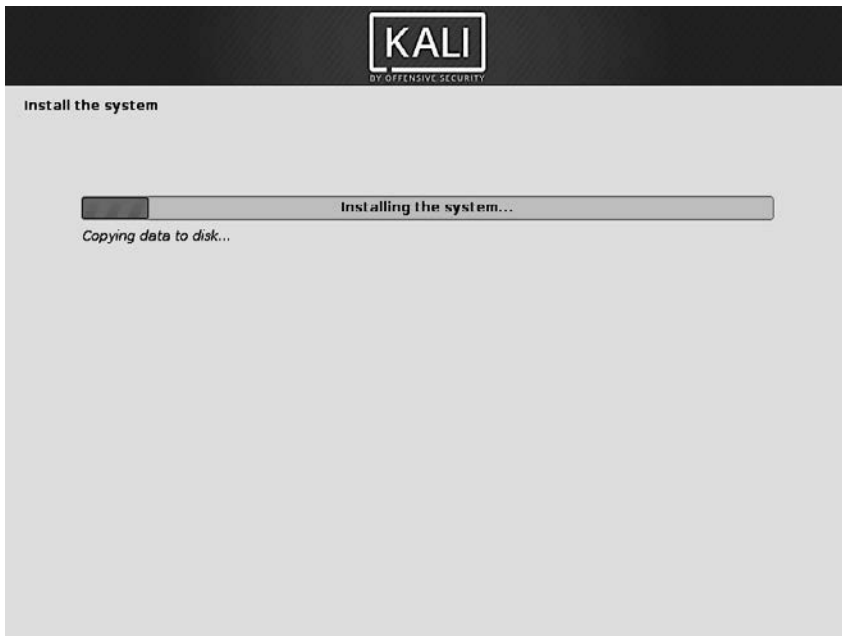 KALI
BY OFFENSIVE SECURITY
Install the system
Installing the system...
Copying data to disk...